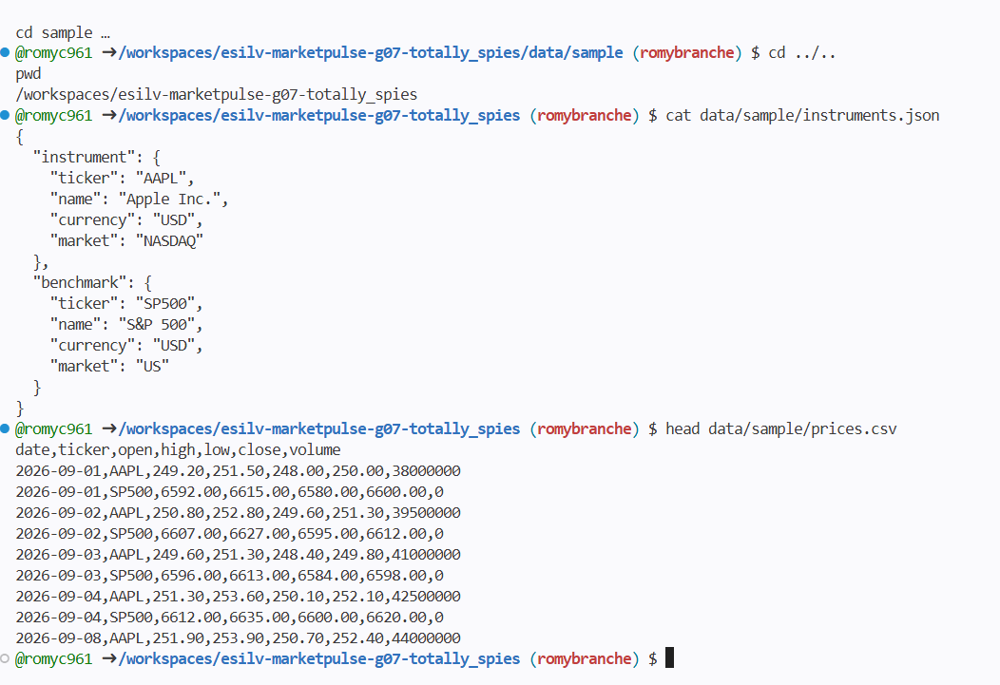 cd sample …
@romyc961 ➜/workspaces/esilv-marketpulse-g07-totally_spies/data/sample (romybranche) $ cd ../..
pwd
/workspaces/esilv-marketpulse-g07-totally_spies
@romyc961 ➜/workspaces/esilv-marketpulse-g07-totally_spies (romybranche) $ cat data/sample/instruments.json
{
  "instrument": {
    "ticker": "AAPL",
    "name": "Apple Inc.",
    "currency": "USD",
    "market": "NASDAQ"
  },
  "benchmark": {
    "ticker": "SP500",
    "name": "S&P 500",
    "currency": "USD",
    "market": "US"
  }
}
@romyc961 ➜/workspaces/esilv-marketpulse-g07-totally_spies (romybranche) $ head data/sample/prices.csv
date,ticker,open,high,low,close,volume
2026-09-01,AAPL,249.20,251.50,248.00,250.00,38000000
2026-09-01,SP500,6592.00,6615.00,6580.00,6600.00,0
2026-09-02,AAPL,250.80,252.80,249.60,251.30,39500000
2026-09-02,SP500,6607.00,6627.00,6595.00,6612.00,0
2026-09-03,AAPL,249.60,251.30,248.40,249.80,41000000
2026-09-03,SP500,6596.00,6613.00,6584.00,6598.00,0
2026-09-04,AAPL,251.30,253.60,250.10,252.10,42500000
2026-09-04,SP500,6612.00,6635.00,6600.00,6620.00,0
2026-09-08,AAPL,251.90,253.90,250.70,252.40,44000000
@romyc961 ➜/workspaces/esilv-marketpulse-g07-totally_spies (romybranche) $